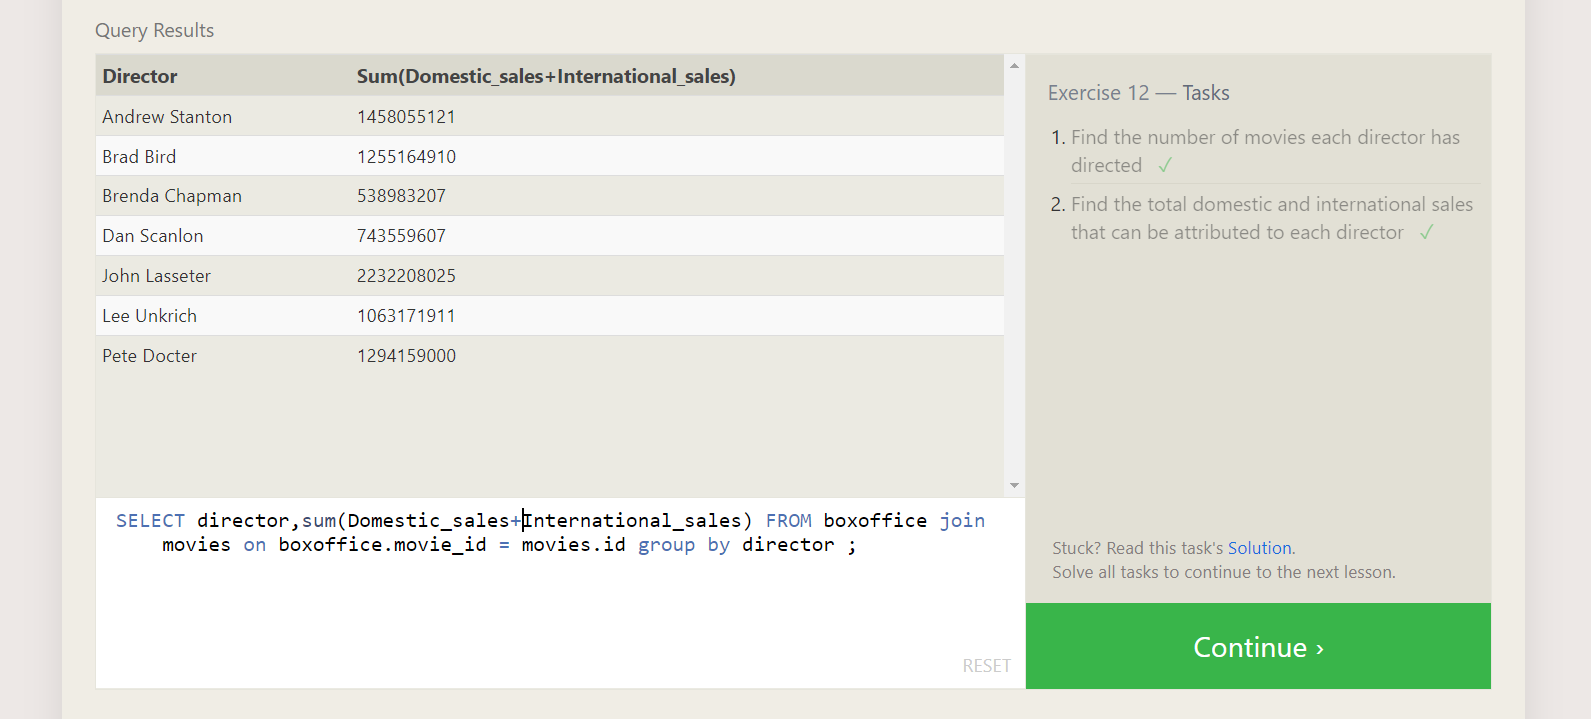 Query Results
Director Sum(Domestic_sales+International_sales)
Andrew Stanton 1458055121
Brad Bird 1255164910
Brenda Chapman 538983207
Dan Scanlon 743559607
John Lasseter 2232208025
Lee Unkrich 1063171911
Pete Docter 1294159000
SELECT director,sum(Domestic_sales+International_sales) FROM boxoffice join
movies on boxoffice.movie_id = movies.id group by director ;
RESET
Exercise 12 — Tasks
1. Find the number of movies each director has
directed ✓
2. Find the total domestic and international sales
that can be attributed to each director ✓
Stuck? Read this task's Solution.
Solve all tasks to continue to the next lesson.
Continue ›